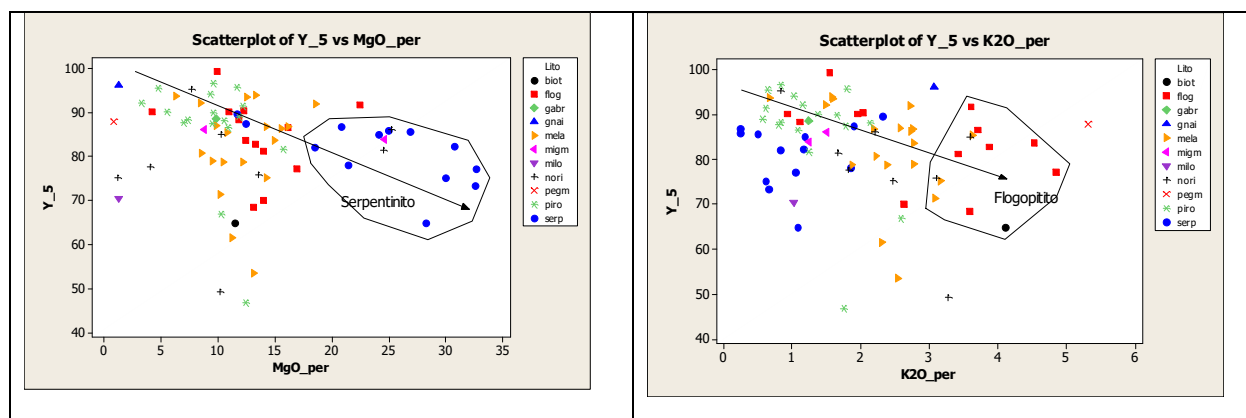 Scatterplot of Y_5 vs MgO_per
100
90
80
70
60
50
40
Y_5
0 5 10 15 20 25 30 35
MgO_per
Serpentinito
Lito
biot
flog
gabr
gnai
mela
migm
milo
nori
pegm
piro
serp
Scatterplot of Y_5 vs K2O_per
100
90
80
70
60
50
40
Y_5
0 1 2 3 4 5 6
K2O_per
Flogopitito
Lito
biot
flog
gabr
gnai
mela
migm
milo
nori
pegm
piro
serp